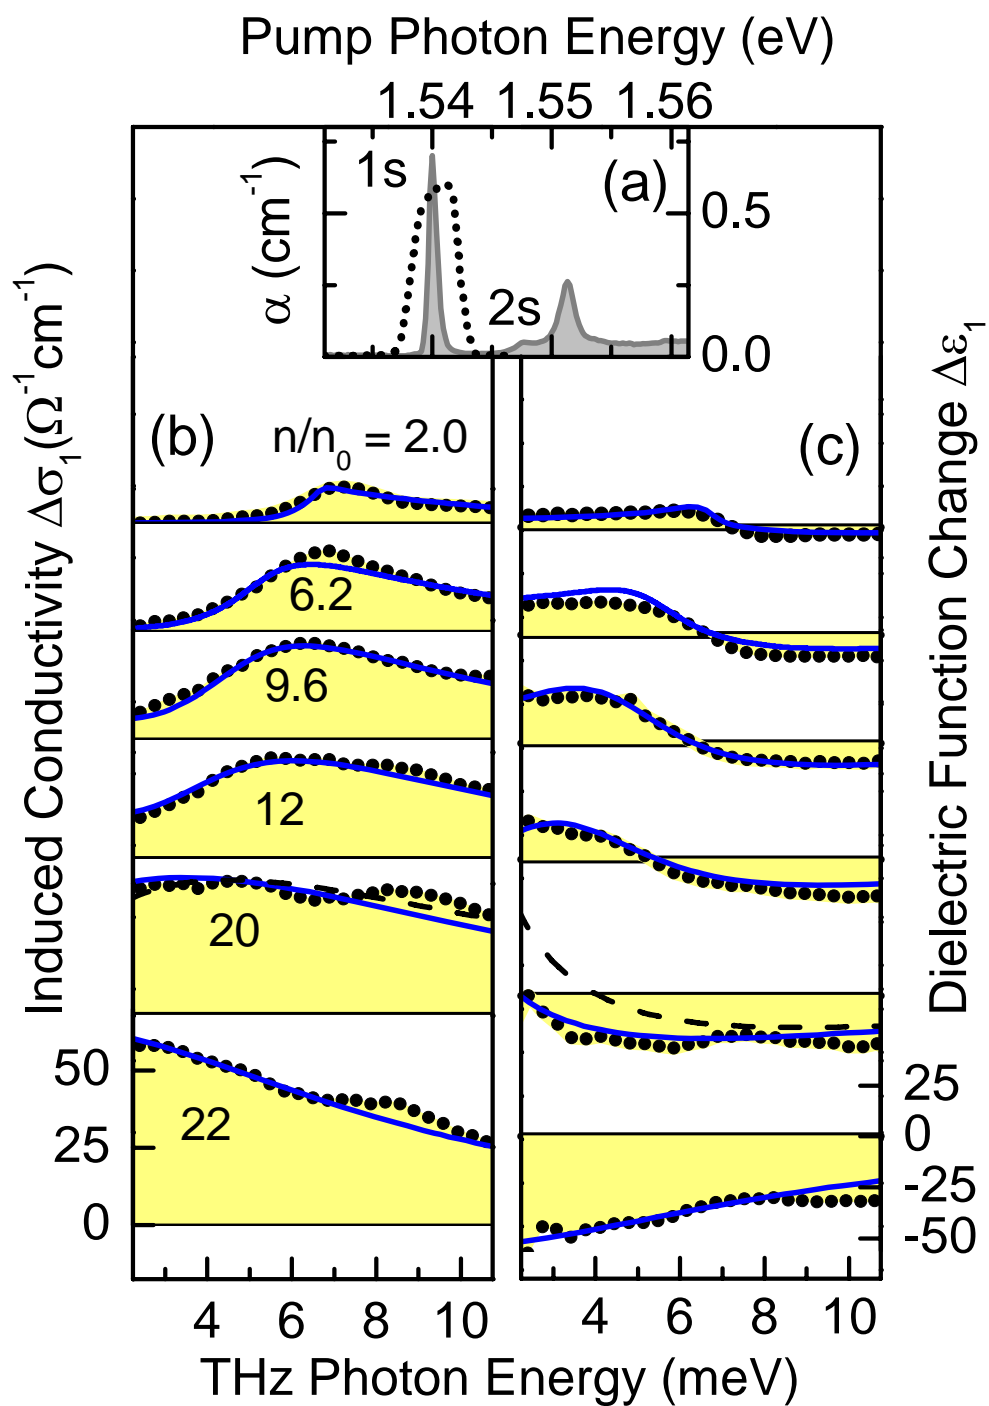 Pump Photon Energy (eV)
1.54 1.55 1.56
1s
(a)
α (cm⁻¹)
0.5
2s
0.0
Induced Conductivity Δσ₁(Ω⁻¹cm⁻¹)
Dielectric Function Change Δε₁
(b)
n/n₀ = 2.0
(c)
6.2
9.6
12
20
22
50
25
0
25
0
-25
-50
4 6 8 10
4 6 8 10
THz Photon Energy (meV)